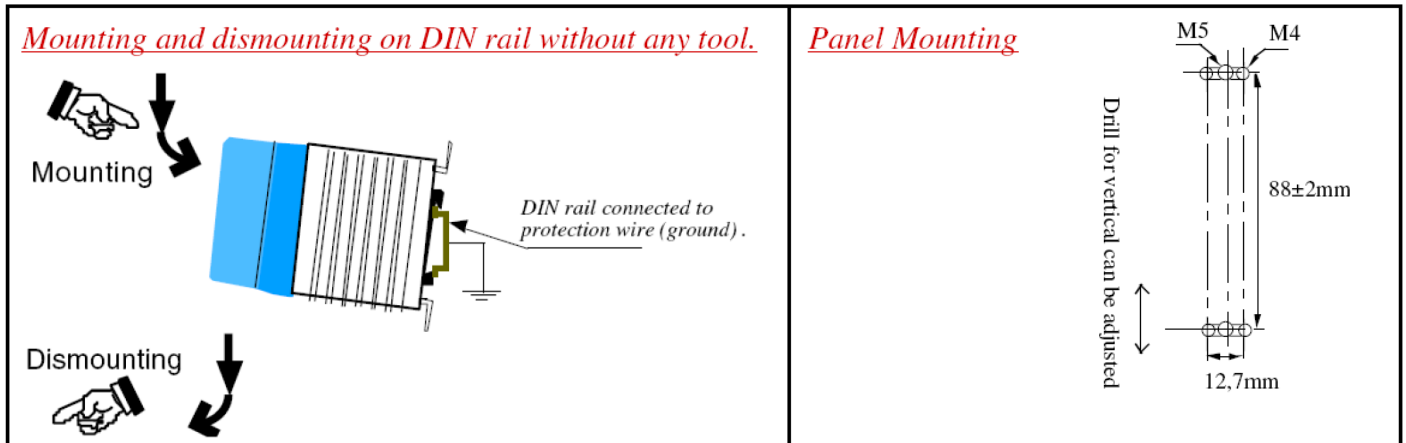 Mounting and dismounting on DIN rail without any tool.
Mounting
DIN rail connected to
protection wire (ground) .
Dismounting
Panel Mounting
M5
M4
Drill for vertical can be adjusted
88±2mm
12,7mm